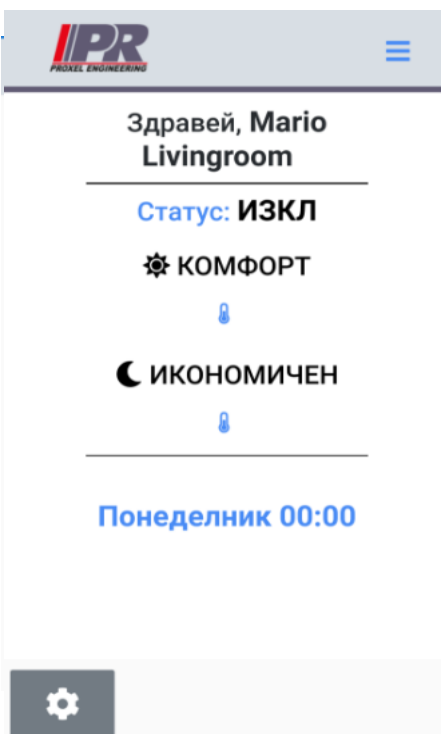 PR
PROXEL ENGINEERING
Здравей, Mario
Livingroom
Статус: ИЗКЛ
КОМФОРТ
ИКОНОМИЧЕН
Понеделник 00:00